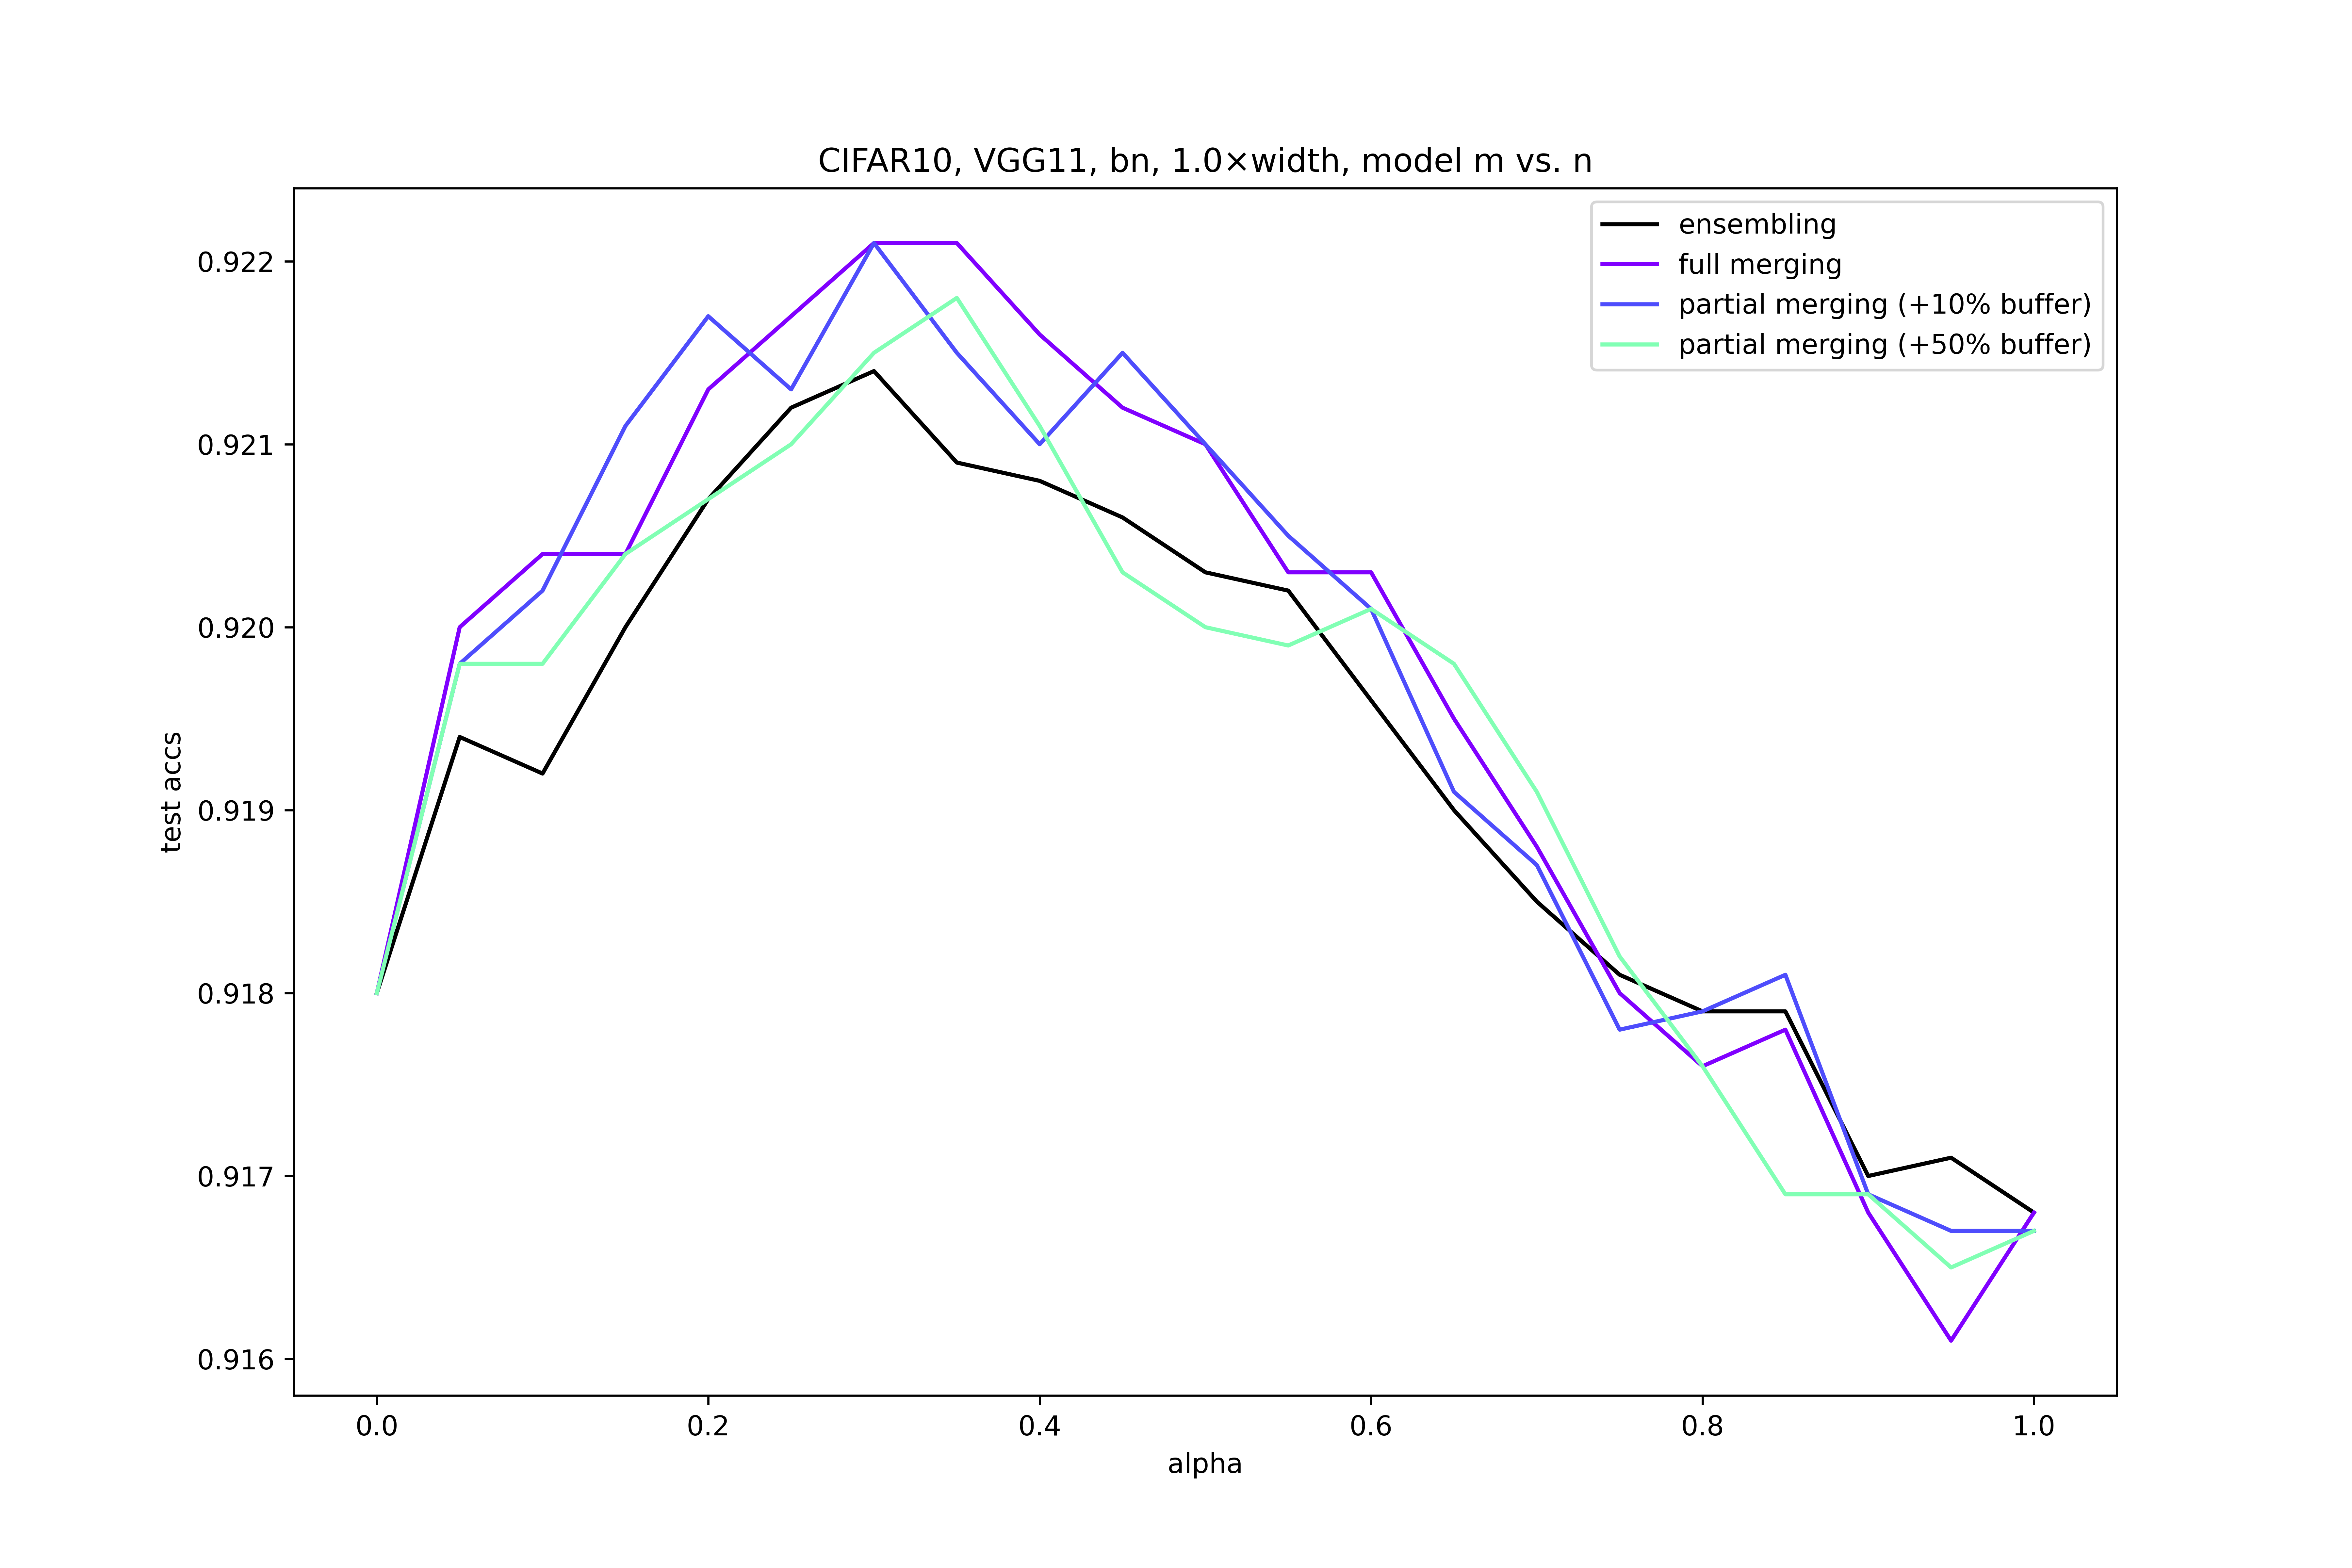 CIFAR10, VGG11, bn, 1.0×width, model m vs. n
ensembling
full merging
partial merging (+10% buffer)
partial merging (+50% buffer)
0.922
0.921
0.920
0.919
0.918
0.917
0.916
test accs
0.0 0.2 0.4 0.6 0.8 1.0
alpha